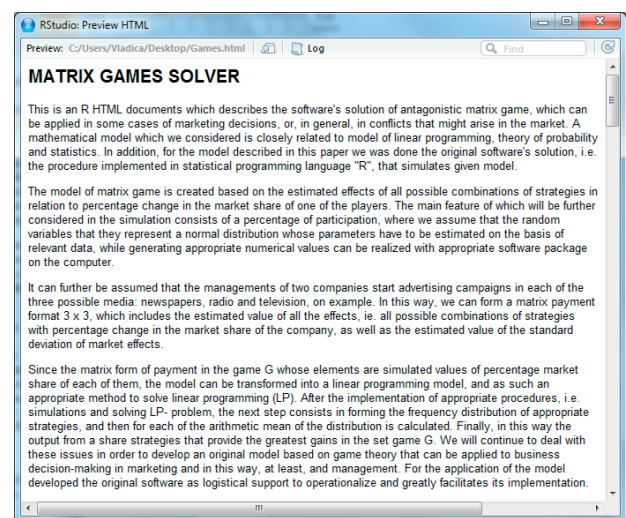 RStudio: Preview HTML
Preview: C:/Users/Vladica/Desktop/Games.html Log Find
MATRIX GAMES SOLVER
This is an R HTML documents which describes the software's solution of antagonistic matrix game, which can
be applied in some cases of marketing decisions, or, in general, in conflicts that might arise in the market. A
mathematical model which we considered is closely related to model of linear programming, theory of probability
and statistics. In addition, for the model described in this paper we was done the original software's solution, i.e.
the procedure implemented in statistical programming language "R", that simulates given model.
The model of matrix game is created based on the estimated effects of all possible combinations of strategies in
relation to percentage change in the market share of one of the players. The main feature of which will be further
considered in the simulation consists of a percentage of participation, where we assume that the random
variables that they represent a normal distribution whose parameters have to be estimated on the basis of
relevant data, while generating appropriate numerical values can be realized with appropriate software package
on the computer.
It can further be assumed that the managements of two companies start advertising campaigns in each of the
three possible media: newspapers, radio and television, on example. In this way, we can form a matrix payment
format 3 x 3, which includes the estimated value of all the effects, ie. all possible combinations of strategies
with percentage change in the market share of the company, as well as the estimated value of the standard
deviation of market effects.
Since the matrix form of payment in the game G whose elements are simulated values of percentage market
share of each of them, the model can be transformed into a linear programming model, and as such an
appropriate method to solve linear programming (LP). After the implementation of appropriate procedures, i.e.
simulations and solving LP- problem, the next step consists in forming the frequency distribution of appropriate
strategies, and then for each of the arithmetic mean of the distribution is calculated. Finally, in this way the
output from a share strategies that provide the greatest gains in the set game G. We will continue to deal with
these issues in order to develop an original model based on game theory that can be applied to business
decision-making in marketing and in this way, at least, and management. For the application of the model
developed the original software as logistical support to operationalize and greatly facilitates its implementation.